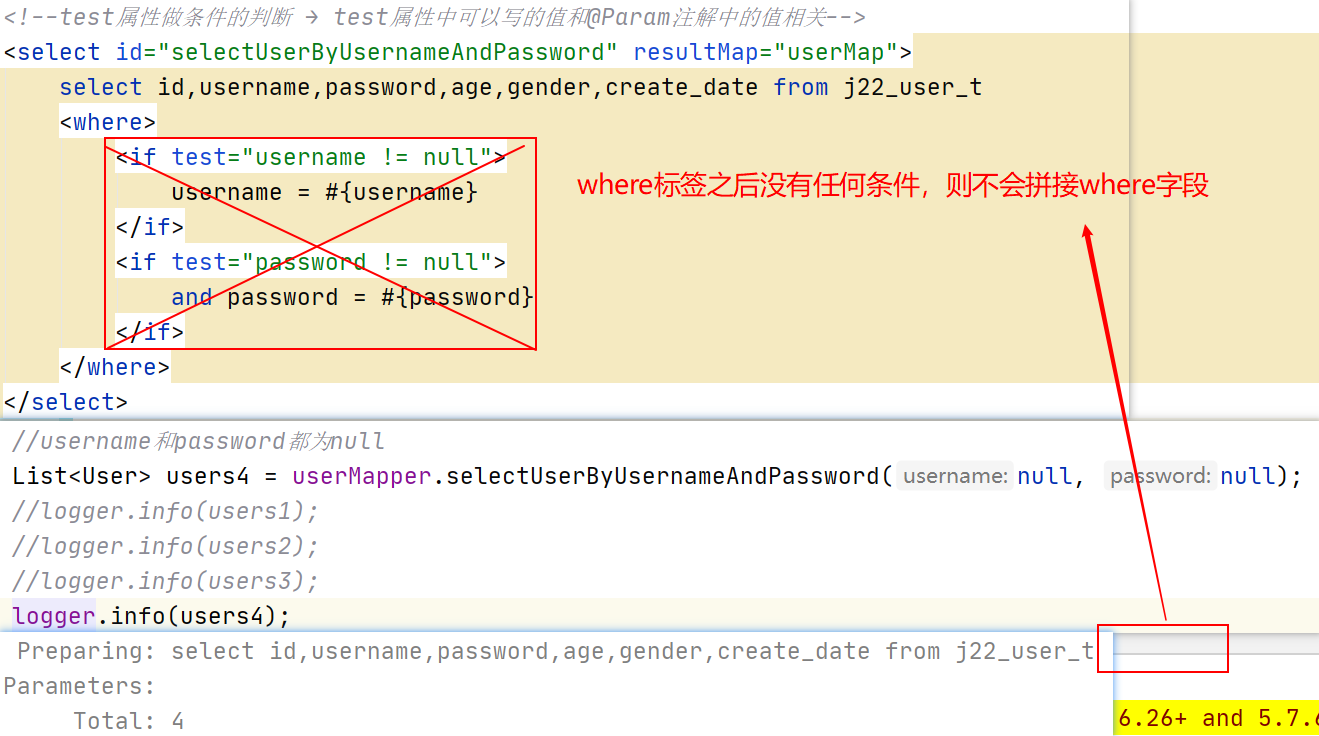 <!--test属性做条件的判断 → test属性中可以写的值和@Param注解中的值相关-->
<select id="selectUserByUsernameAndPassword" resultMap="userMap">
select id,username,password,age,gender,create_date from j22_user_t
<where>
<if test="username != null">
username = #{username}
where标签之后没有任何条件，则不会拼接where字段
</if>
<if test="password != null">
and password = #{password}
</if>
</where>
</select>
//username和password都为null
List<User> users4 = userMapper.selectUserByUsernameAndPassword( username: null, password: null);
//logger.info(users1);
//logger.info(users2);
//logger.info(users3);
logger.info(users4);
Preparing: select id,username,password,age,gender,create_date from j22_user_t
Parameters:
Total: 4
6.26+ and 5.7.6